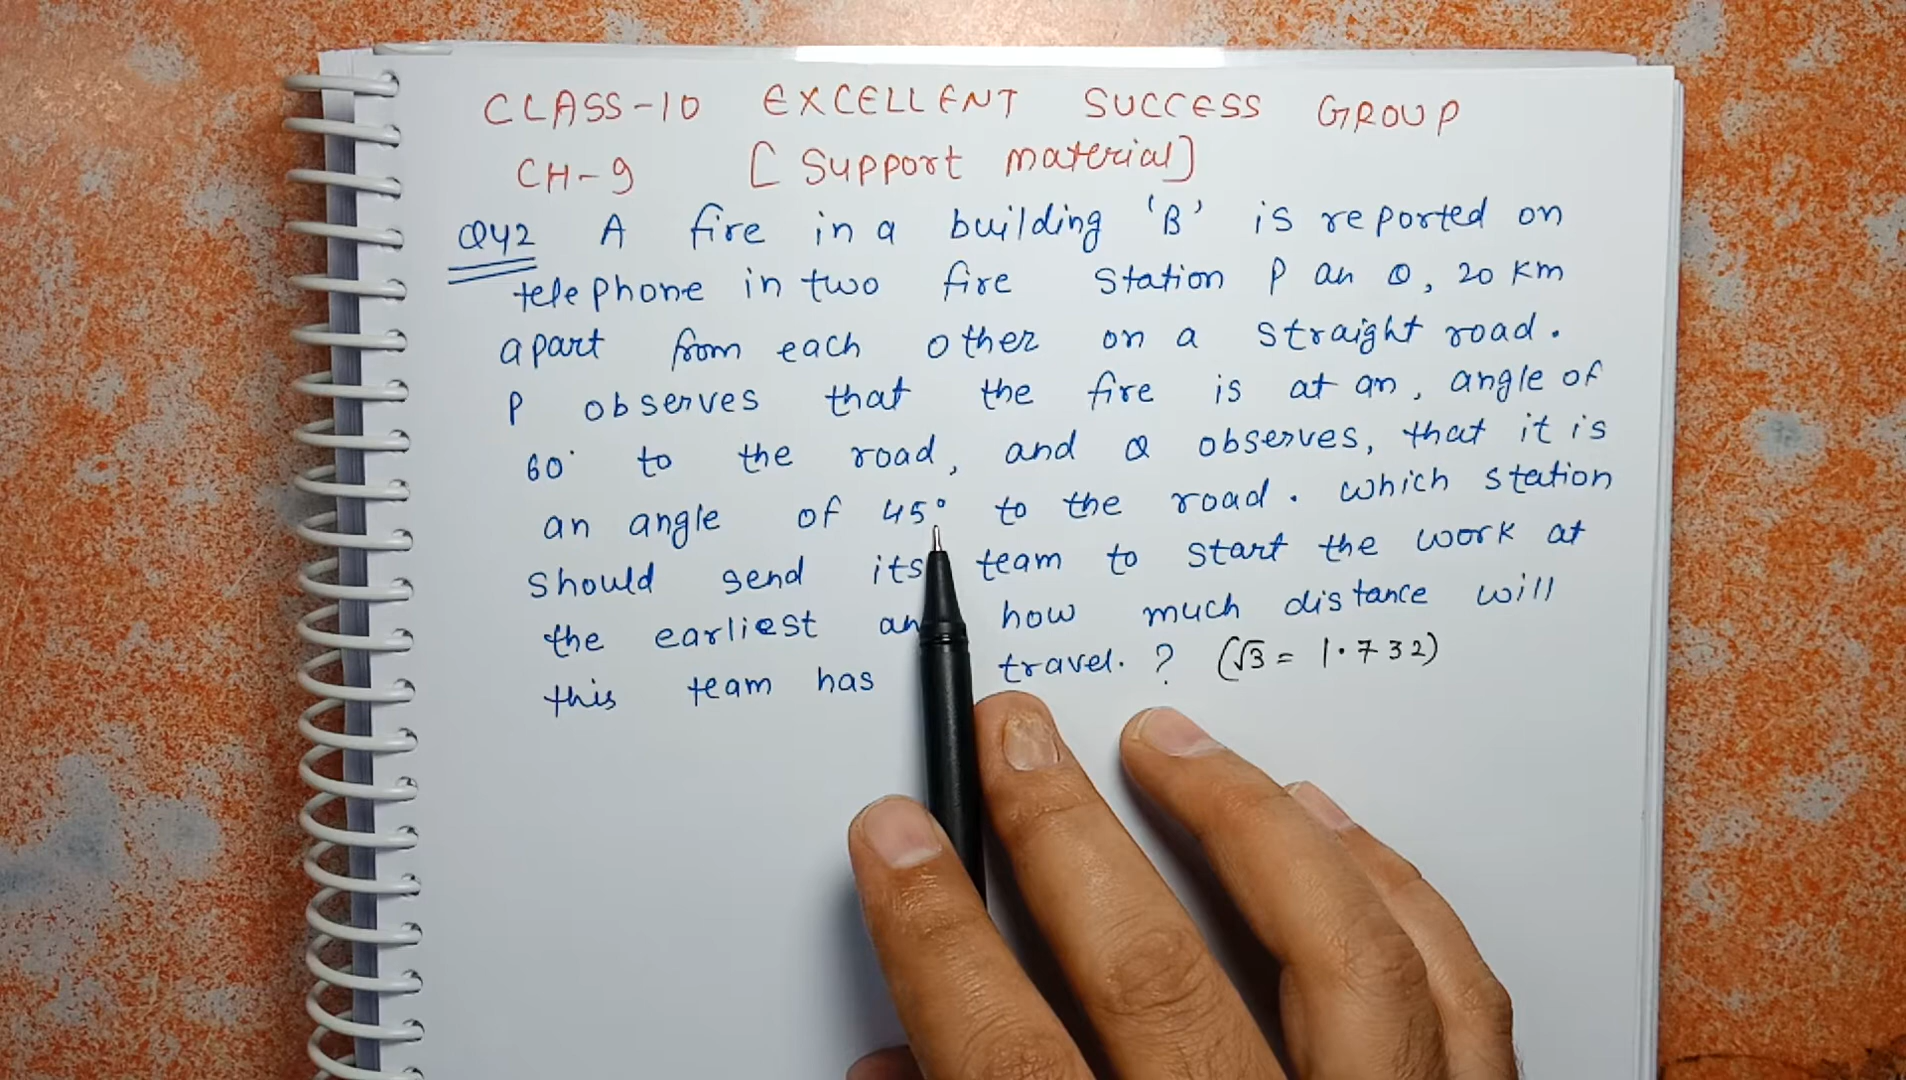 CLASS-10 EXCELLENT SUCCESS GROUP
CH-9 [Support material]
Q42 A fire in a building 'B' is reported on
telephone in two fire station P an Q, 20 Km
apart from each other on a straight road.
P observes that the fire is at an, angle of
60° to the road, and Q observes, that it is
an angle of 45° to the road. which station
should send its team to start the work at
the earliest an how much distance will
this team has travel.? (√3 = 1.732)